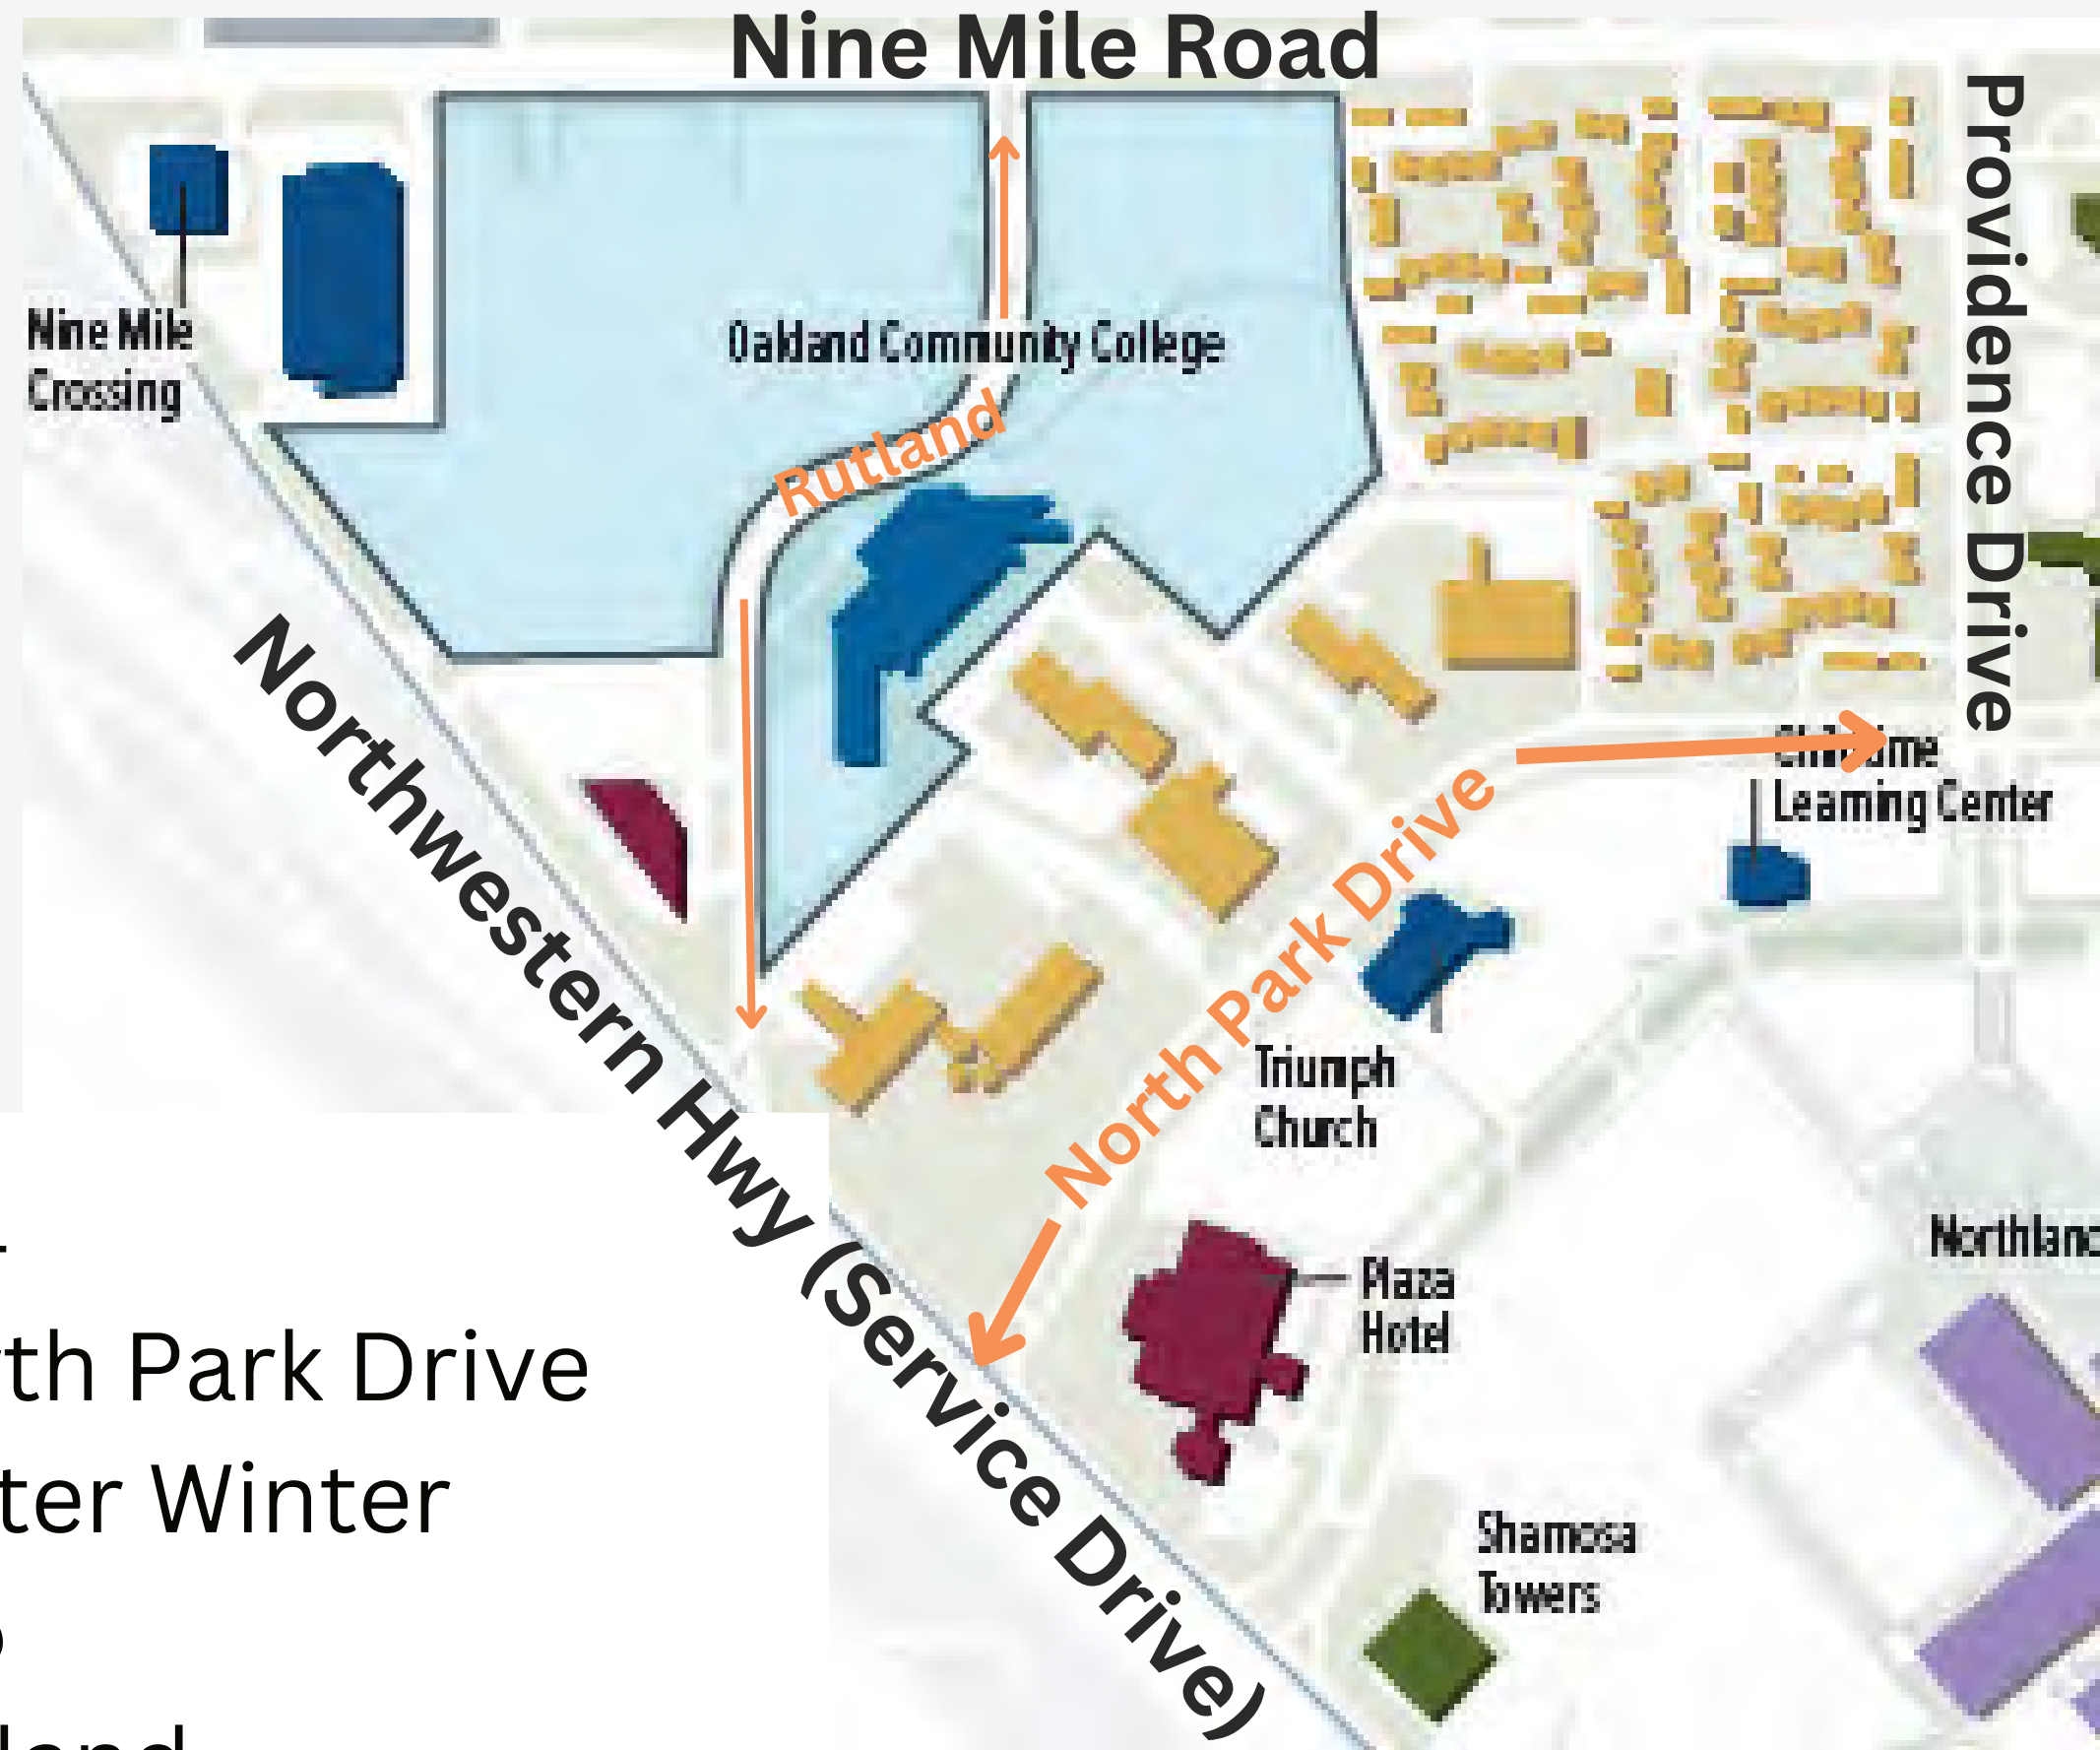 Nine Mile Road
Providence Drive
Nine Mile
Crossing
Oakland Community College
Rutland
Northwestern Hwy (Service Drive)
Learning Center
North Park Drive
Triumph
Church
Plaza
Hotel
Shamosa
Towers
th Park Drive
ter Winter